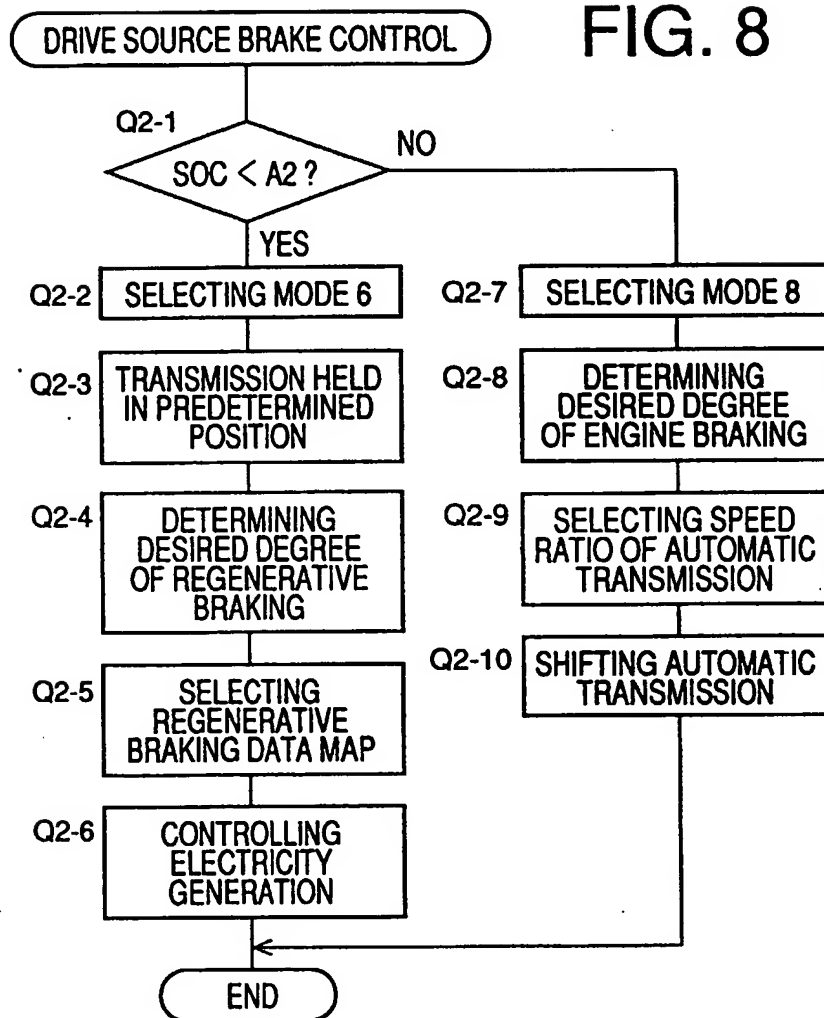 FIG. 8
DRIVE SOURCE BRAKE CONTROL
Q2-1
SOC < A2 ?
NO
YES
Q2-2
SELECTING MODE 6
Q2-3
TRANSMISSION HELD
IN PREDETERMINED
POSITION
Q2-4
DETERMINING
DESIRED DEGREE
OF REGENERATIVE
BRAKING
Q2-5
SELECTING
REGENERATIVE
BRAKING DATA MAP
Q2-6
CONTROLLING
ELECTRICITY
GENERATION
Q2-7
SELECTING MODE 8
Q2-8
DETERMINING
DESIRED DEGREE
OF ENGINE BRAKING
Q2-9
SELECTING SPEED
RATIO OF AUTOMATIC
TRANSMISSION
Q2-10
SHIFTING AUTOMATIC
TRANSMISSION
END